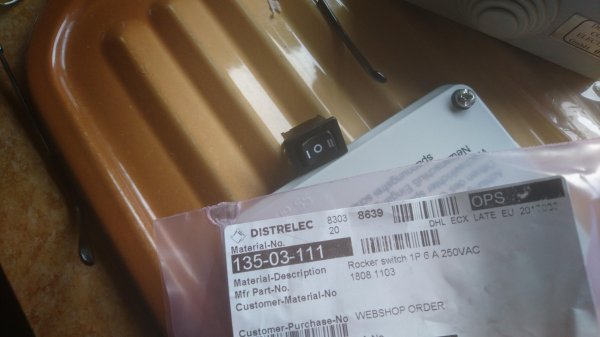 I O II
DISTRELEC
8303 8639
20
DHL ECX LATE EU
OPS
Material-No.
135-03-111
Material-Description
Rocker switch 1P 6 A 250VAC
Mfr Part-No.
1808.1103
Customer-Material-No
Customer-Purchase-No
WEBSHOP ORDER